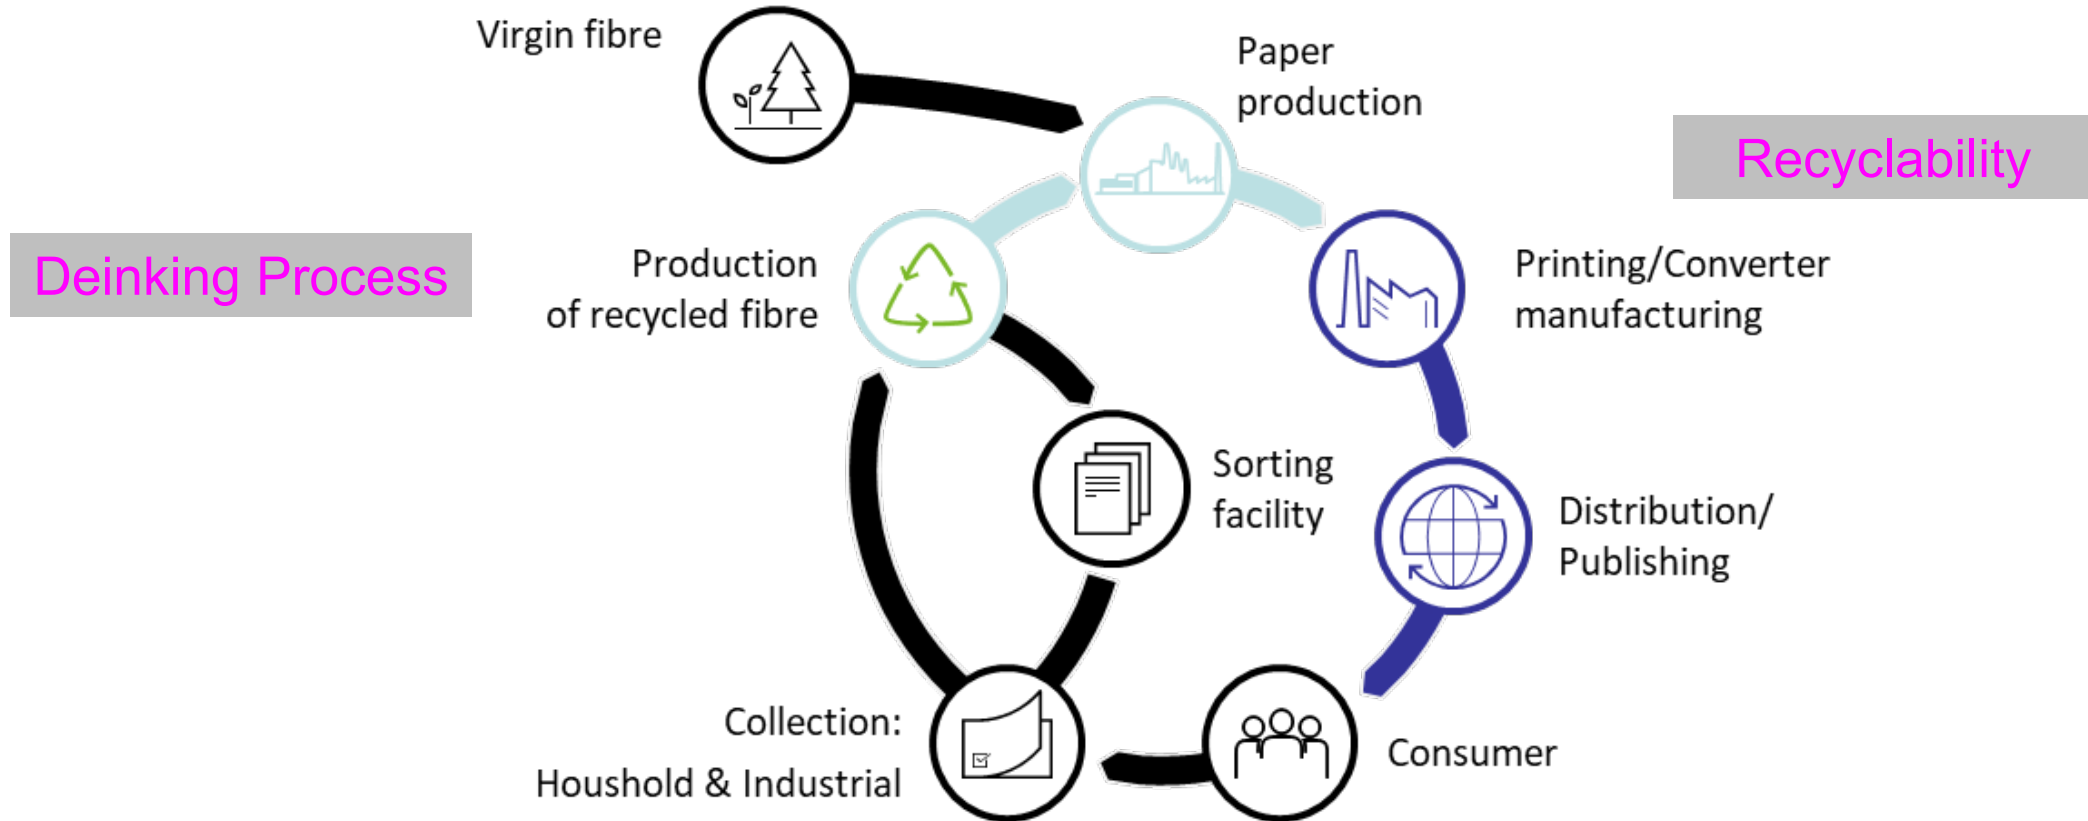 Virgin fibre
Paper
production
Recyclability
Deinking Process
Production
of recycled fibre
Printing/Converter
manufacturing
Sorting
facility
Distribution/
Publishing
Collection:
Houshold & Industrial
Consumer